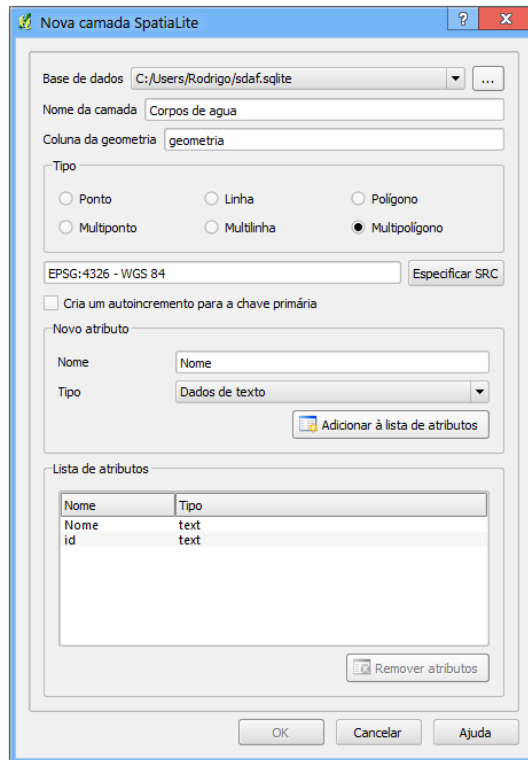 Nova camada SpatiaLite
Base de dados C:/Users/Rodrigo/sdaf.sqlite ...
Nome da camada Corpos de agua
Coluna da geometria geometria
Tipo
Ponto Linha Polígono
Multiponto Multilinha Multipolígono
EPSG:4326 - WGS 84 Especificar SRC
Cria um autoincremento para a chave primária
Novo atributo
Nome Nome
Tipo Dados de texto
Adicionar à lista de atributos
Lista de atributos
Nome Tipo
Nome text
id text
Remover atributos
OK Cancelar Ajuda